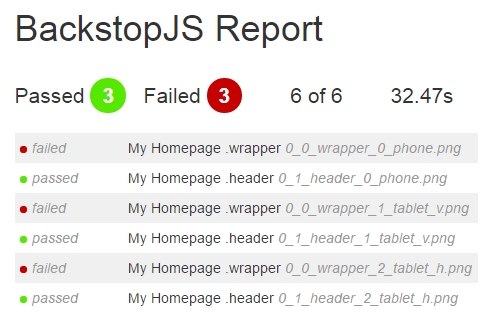 BackstopJS Report
Passed 3 Failed 3 6 of 6 32.47s
failed My Homepage .wrapper 0_0_wrapper_0_phone.png
passed My Homepage .header 0_1_header_0_phone.png
failed My Homepage .wrapper 0_0_wrapper_1_tablet_v.png
passed My Homepage .header 0_1_header_1_tablet_v.png
failed My Homepage .wrapper 0_0_wrapper_2_tablet_h.png
passed My Homepage .header 0_1_header_2_tablet_h.png